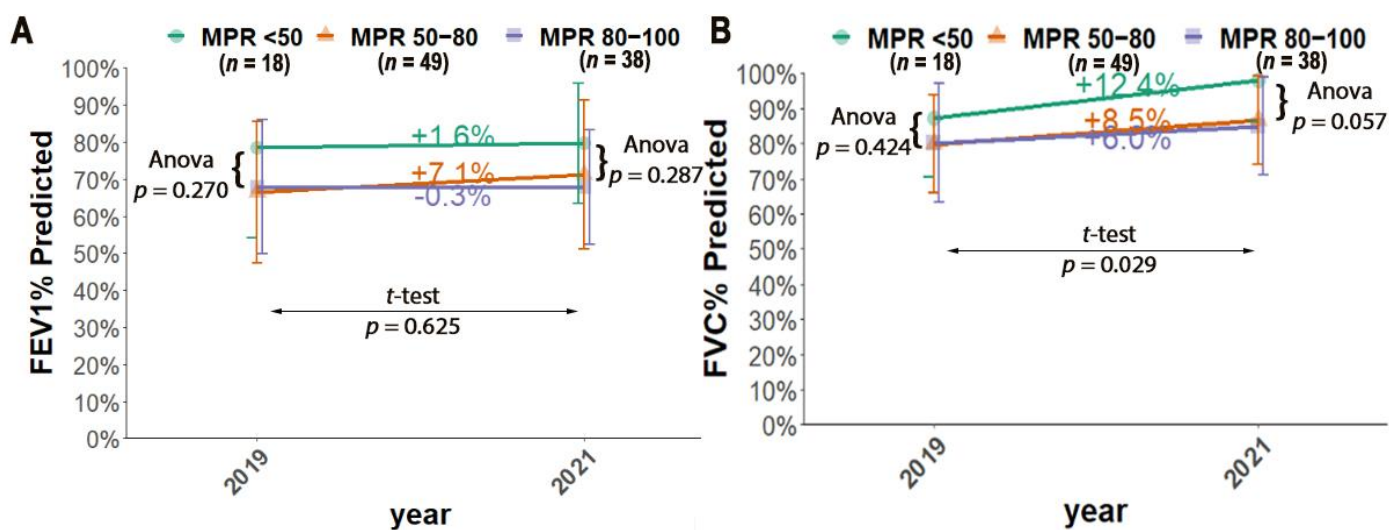 A
MPR <50 MPR 50−80 MPR 80−100
(n = 18) (n = 49) (n = 38)
100%
90%
80%
70%
60%
50%
40%
30%
20%
10%
0%
FEV1% Predicted
Anova
p = 0.270
+1.6%
+7.1%
-0.3%
Anova
p = 0.287
t-test
p = 0.625
2019
2021
year
B
MPR <50 MPR 50−80 MPR 80−100
(n = 18) (n = 49) (n = 38)
100%
90%
80%
70%
60%
50%
40%
30%
20%
10%
0%
FVC% Predicted
Anova
p = 0.424
+12.4%
+8.5%
+6.0%
Anova
p = 0.057
t-test
p = 0.029
2019
2021
year